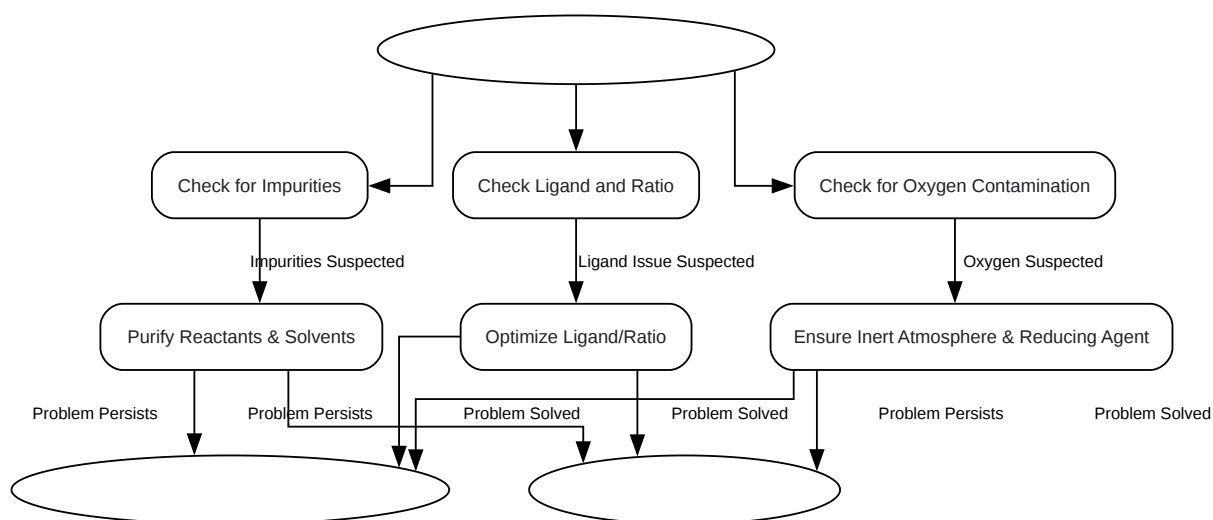 Check for Impurities
Check Ligand and Ratio
Check for Oxygen Contamination
Impurities Suspected
Ligand Issue Suspected
Oxygen Suspected
Purify Reactants & Solvents
Optimize Ligand/Ratio
Ensure Inert Atmosphere & Reducing Agent
Problem Persists
Problem Persists
Problem Solved
Problem Solved
Problem Persists
Problem Solved